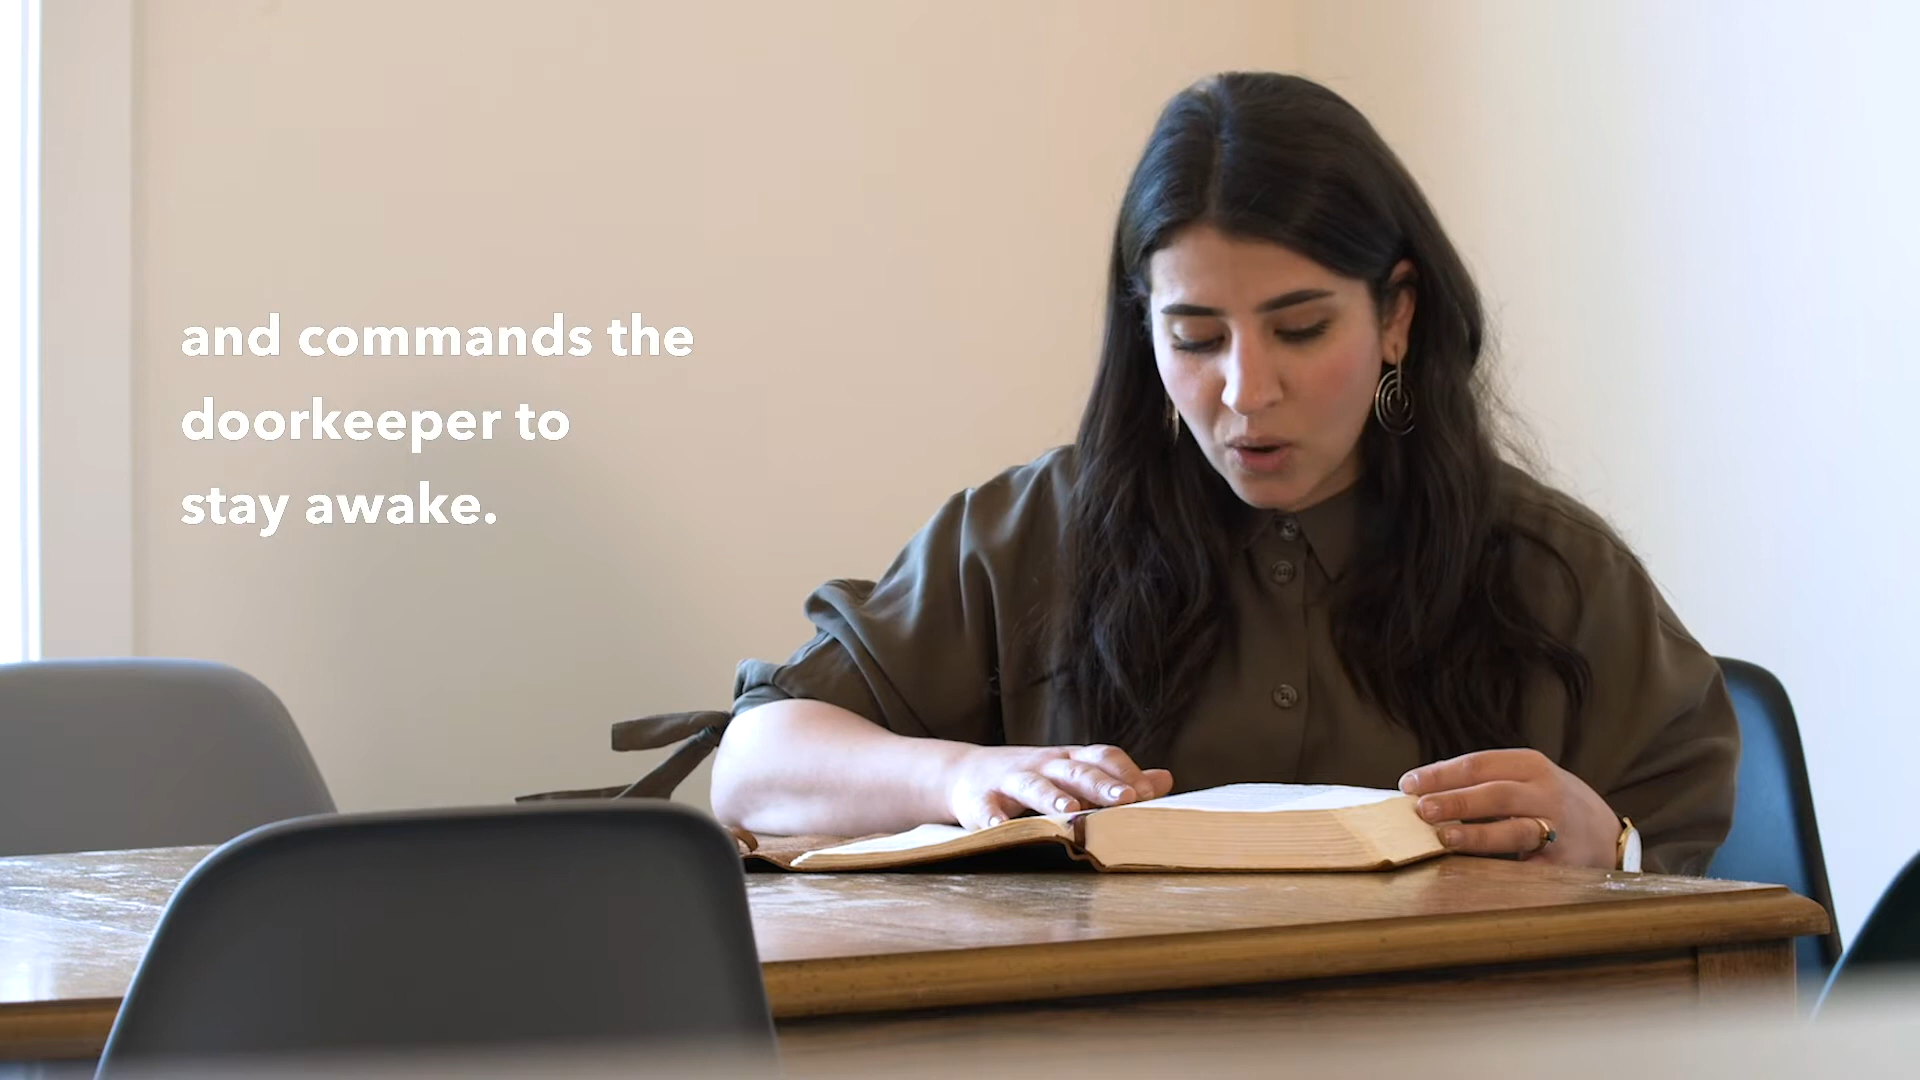 and commands the
doorkeeper to
stay awake.